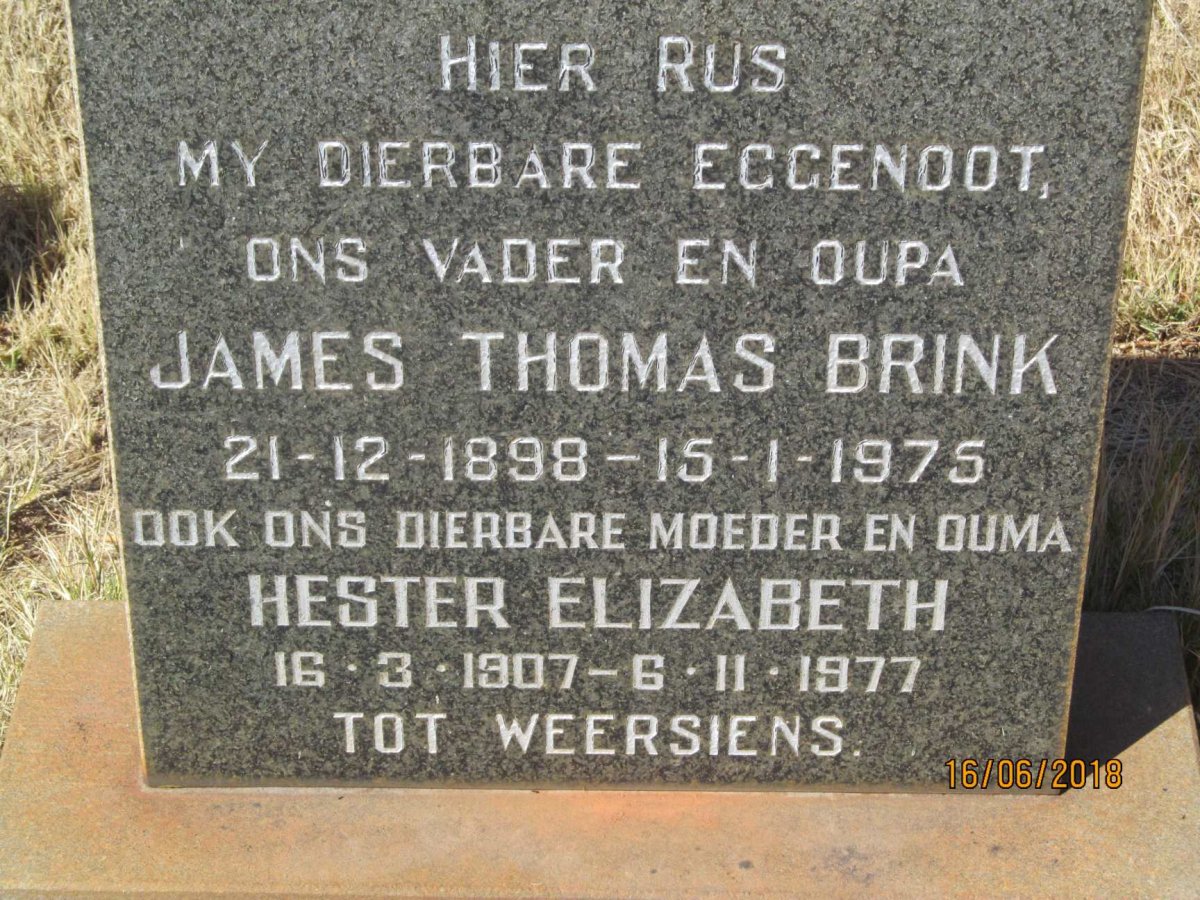 HIER RUS
MY DIERBARE EGGENOOT,
ONS VADER EN OUPA
JAMES THOMAS BRINK
21-12-1898-15-1-1975
OOK ONS DIERBARE MOEDER EN OUMA
HESTER ELIZABETH
16·3·1907-6·11·1977
TOT WEERSIENS.
16/06/2018